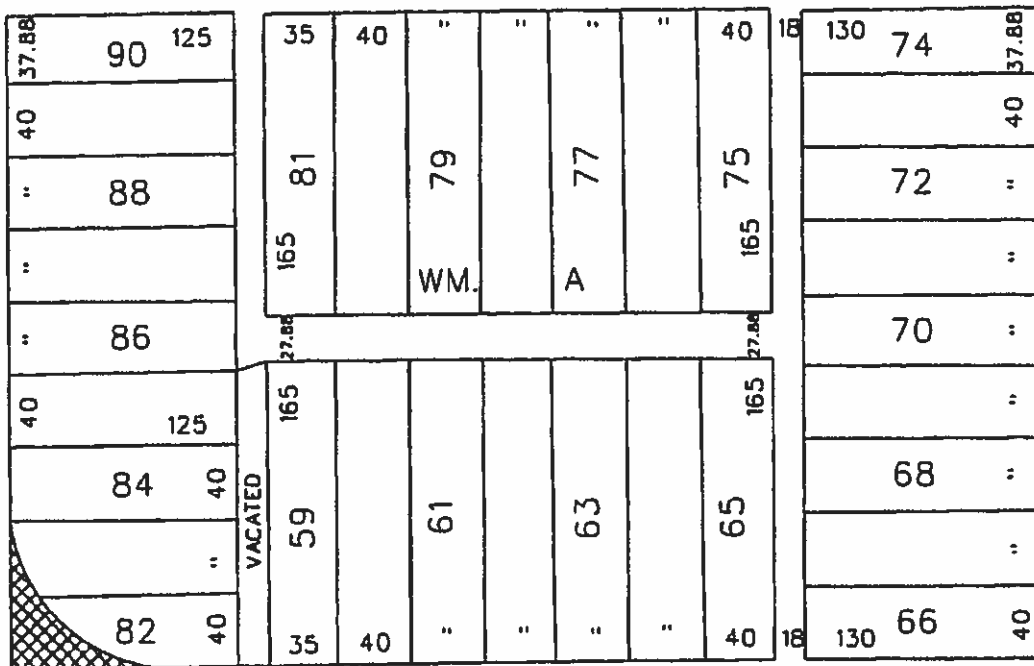 37.88 90 125 35 40 " " " " 40 18 130 74 37.88
40 40
" 88 81 79 77 75 72 "
" 165 165 "
WM. A
" 86 27.88 27.88 70 "
40 125 165 165 "
84 40 VACATED 59 61 63 65 68 "
" "
82 40 35 40 " " " " 40 18 130 66 40